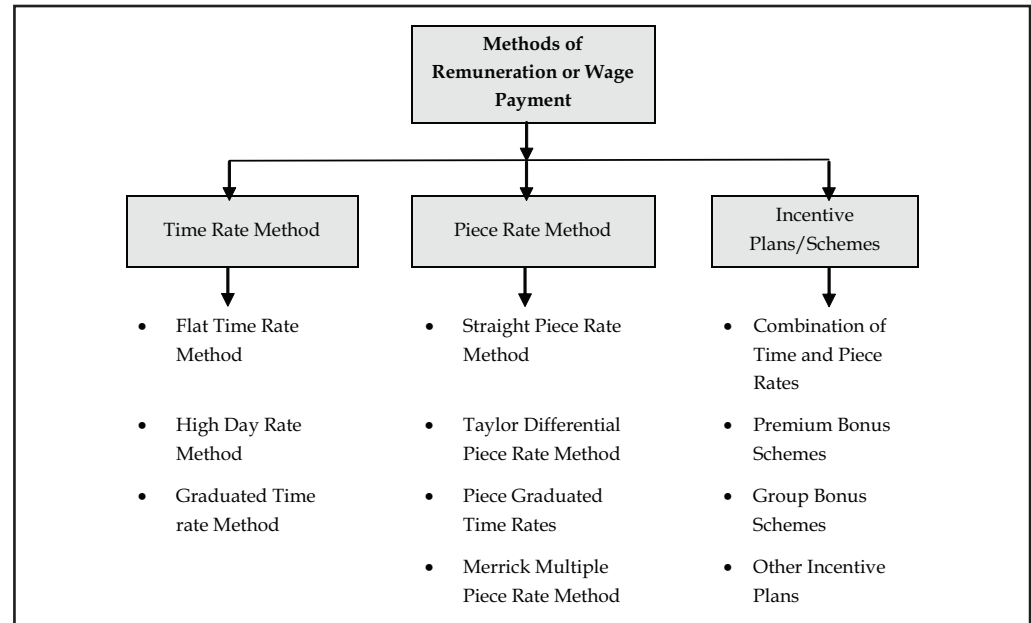 Methods of
Remuneration or Wage
Payment
Time Rate Method
Piece Rate Method
Incentive
Plans/Schemes
• Flat Time Rate
Method
• High Day Rate
Method
• Graduated Time
rate Method
• Straight Piece Rate
Method
• Taylor Differential
Piece Rate Method
• Piece Graduated
Time Rates
• Merrick Multiple
Piece Rate Method
• Combination of
Time and Piece
Rates
• Premium Bonus
Schemes
• Group Bonus
Schemes
• Other Incentive
Plans